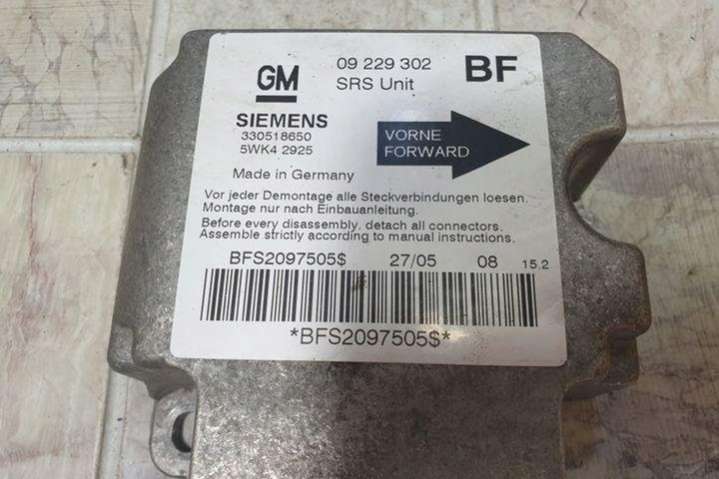 GM
09 229 302
SRS Unit
BF
SIEMENS
330518650
5WK4 2925
VORNE
FORWARD
Made in Germany
Vor jeder Demontage alle Steckverbindungen loesen.
Montage nur nach Einbauanleitung.
Before every disassembly, detach all connectors.
Assemble strictly according to manual instructions.
BFS2097505$ 27/05 08 15,2
*BFS2097505$*